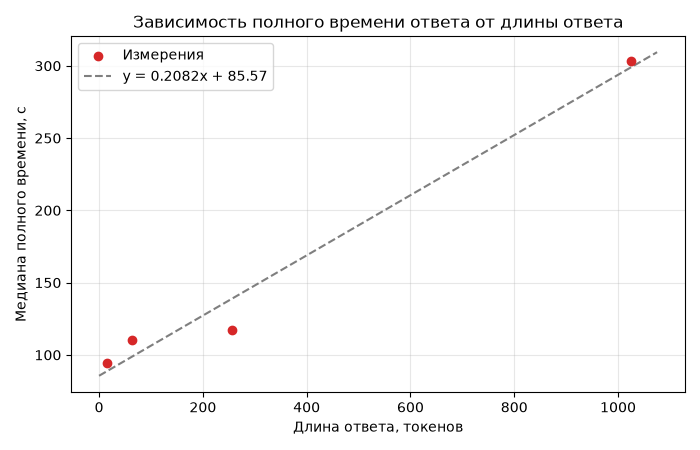 Зависимость полного времени ответа от длины ответа
Измерения
y = 0.2082x + 85.57
300
250
200
150
100
Медиана полного времени, с
0 200 400 600 800 1000
Длина ответа, токенов